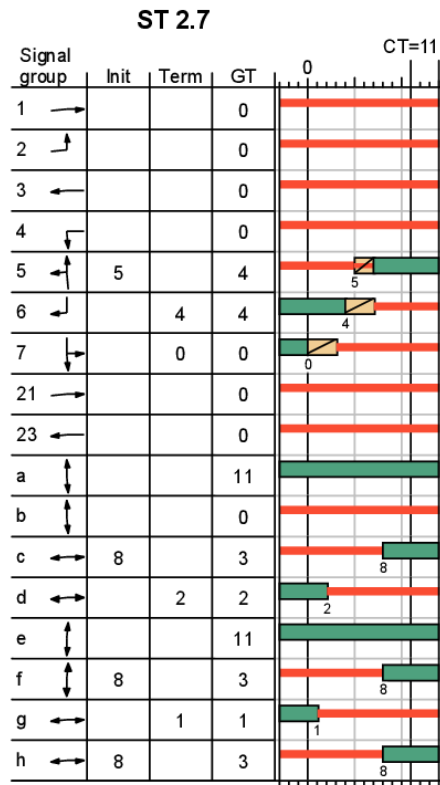 ST 2.7
CT=11
Signal group Init Term GT 0
1 0
2 0
3 0
4 0
5 5 4 5
6 4 4 4
7 0 0 0
21 0
23 0
a 11
b 0
c 8 3 8
d 2 2 2
e 11
f 8 3 8
g 1 1 1
h 8 3 8